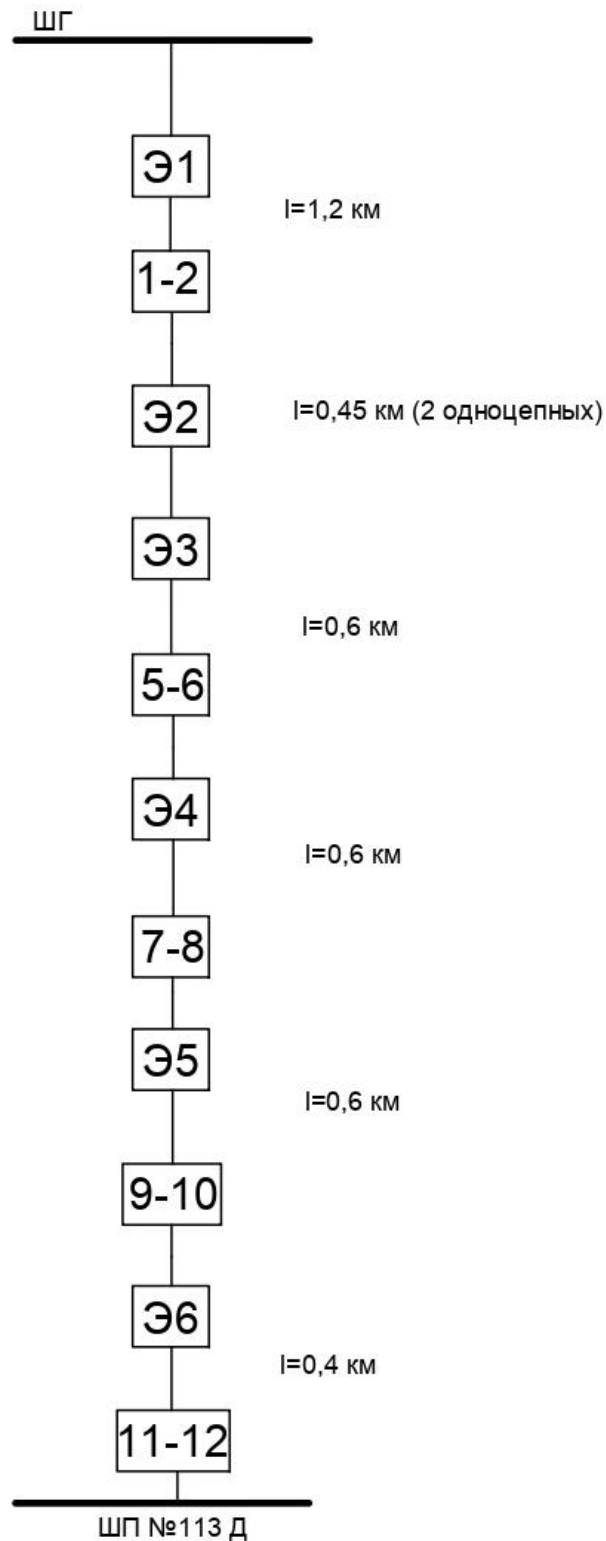 ШГ
Э1
l=1,2 км
1-2
Э2
l=0,45 км (2 одноцепных)
Э3
l=0,6 км
5-6
Э4
l=0,6 км
7-8
Э5
l=0,6 км
9-10
Э6
l=0,4 км
11-12
ШП №113 Д